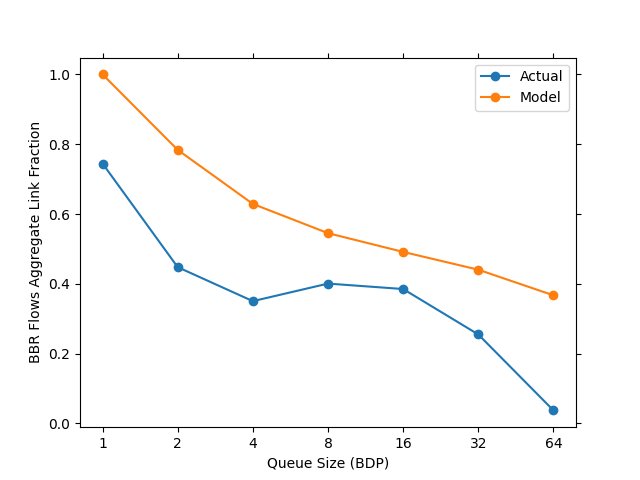 Actual
Model
1.0
0.8
0.6
0.4
0.2
0.0
BBR Flows Aggregate Link Fraction
1 2 4 8 16 32 64
Queue Size (BDP)